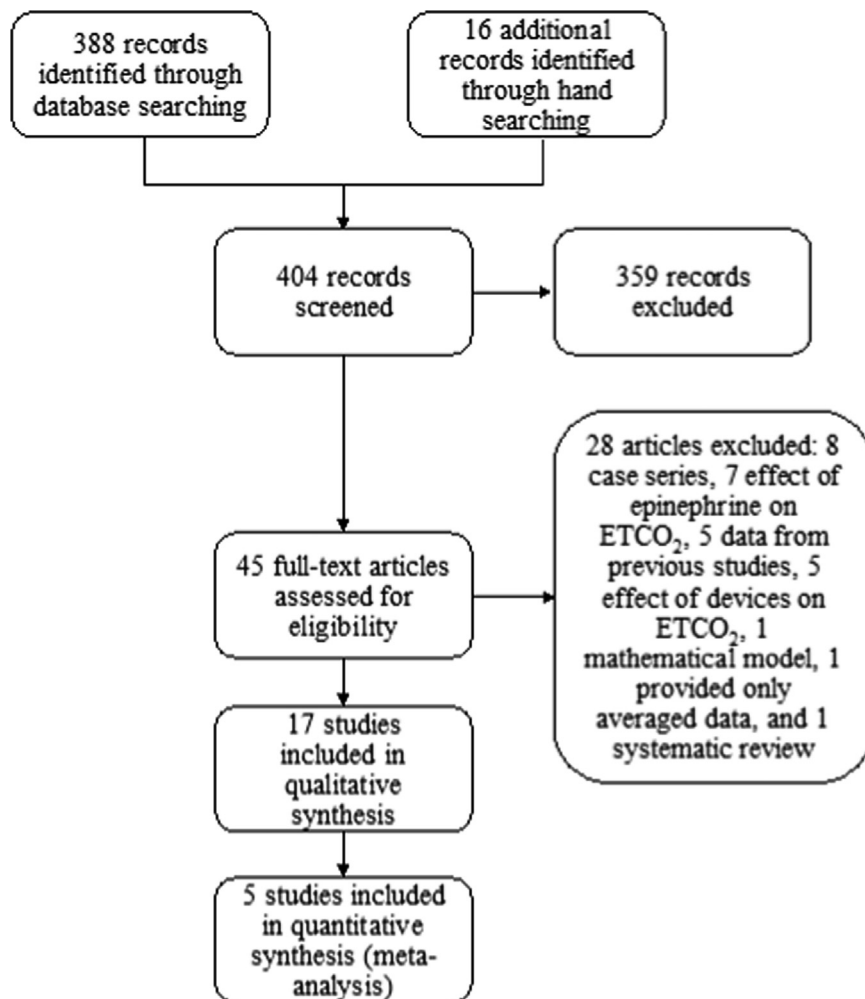 388 records
identified through
database searching
16 additional
records identified
through hand
searching
404 records
screened
359 records
excluded
45 full-text articles
assessed for
eligibility
28 articles excluded: 8
case series, 7 effect of
epinephrine on
ETCO₂, 5 data from
previous studies, 5
effect of devices on
ETCO₂, 1
mathematical model, 1
provided only
averaged data, and 1
systematic review
17 studies
included in
qualitative
synthesis
5 studies included
in quantitative
synthesis (meta-
analysis)